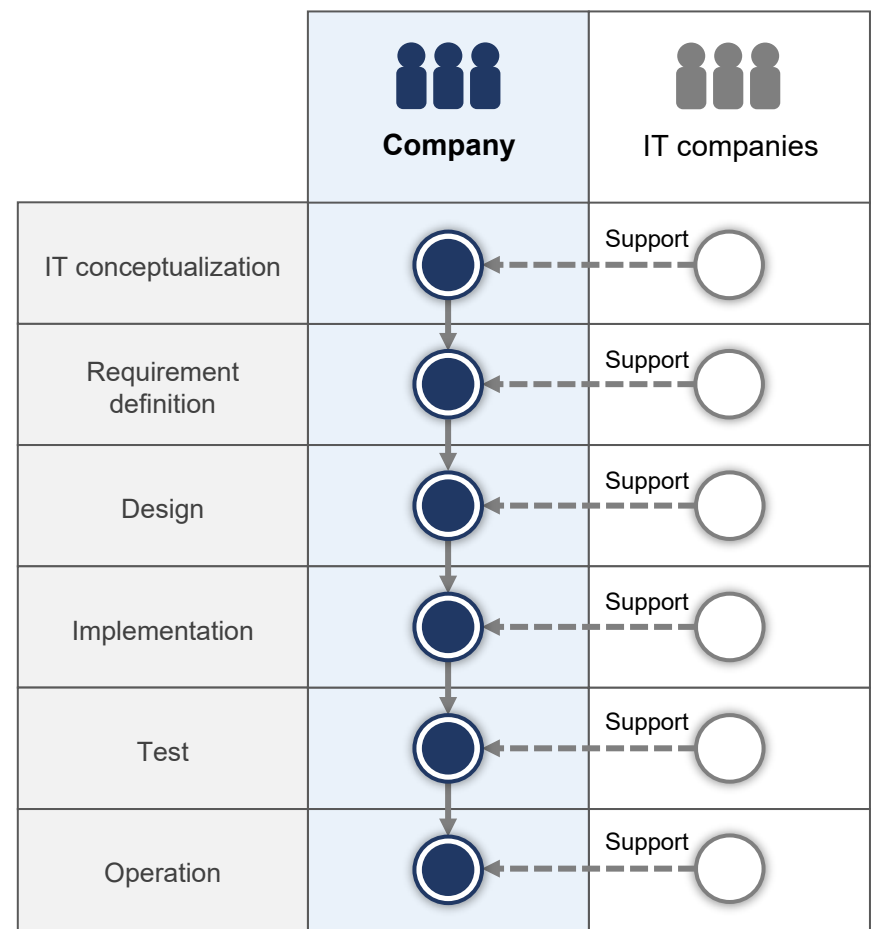 Company
IT companies
IT conceptualization
Support
Requirement
definition
Support
Design
Support
Implementation
Support
Test
Support
Operation
Support